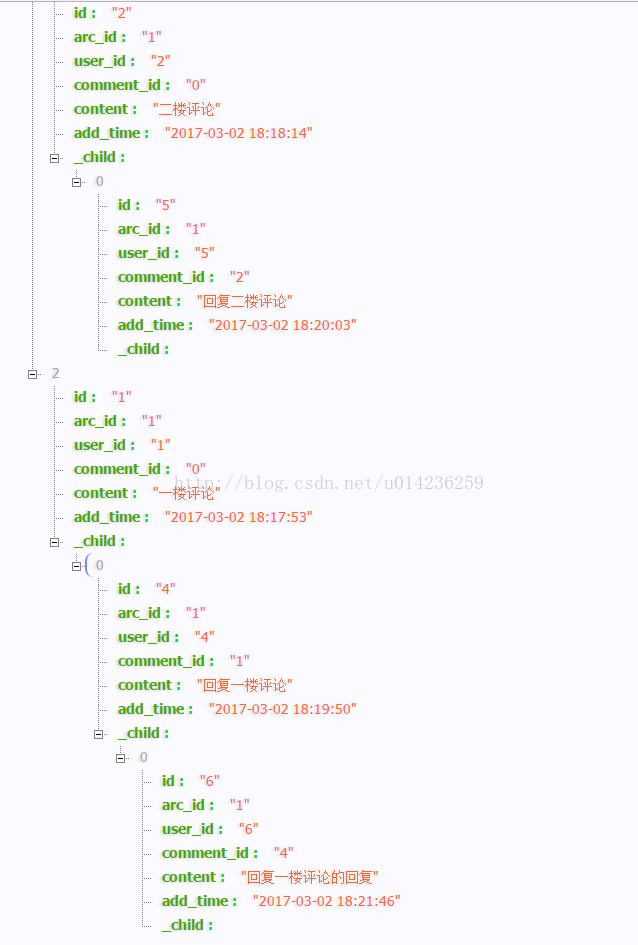 id : "2"
arc_id : "1"
user_id : "2"
comment_id : "0"
content : "二楼评论"
add_time : "2017-03-02 18:18:14"
_child :
0
id : "5"
arc_id : "1"
user_id : "5"
comment_id : "2"
content : "回复二楼评论"
add_time : "2017-03-02 18:20:03"
_child :
2
id : "1"
arc_id : "1"
user_id : "1"
comment_id : "0"
http://blog.csdn.net/u014236259
content : "一楼评论"
add_time : "2017-03-02 18:17:53"
_child :
0
id : "4"
arc_id : "1"
user_id : "4"
comment_id : "1"
content : "回复一楼评论"
add_time : "2017-03-02 18:19:50"
_child :
0
id : "6"
arc_id : "1"
user_id : "6"
comment_id : "4"
content : "回复一楼评论的回复"
add_time : "2017-03-02 18:21:46"
_child :